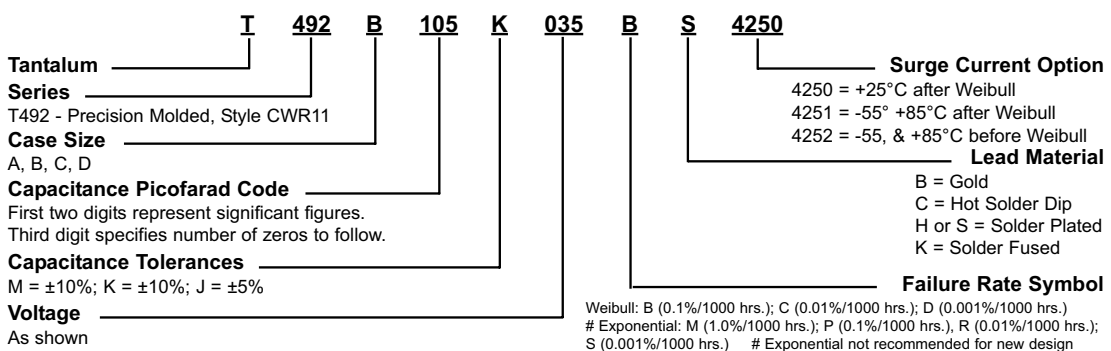 T 492 B 105 K 035 B S 4250
Tantalum
Series
T492 - Precision Molded, Style CWR11
Case Size
A, B, C, D
Capacitance Picofarad Code
First two digits represent significant figures.
Third digit specifies number of zeros to follow.
Capacitance Tolerances
M = ±10%; K = ±10%; J = ±5%
Voltage
As shown
Surge Current Option
4250 = +25°C after Weibull
4251 = -55° +85°C after Weibull
4252 = -55, & +85°C before Weibull
Lead Material
B = Gold
C = Hot Solder Dip
H or S = Solder Plated
K = Solder Fused
Failure Rate Symbol
Weibull: B (0.1%/1000 hrs.); C (0.01%/1000 hrs.); D (0.001%/1000 hrs.)
# Exponential: M (1.0%/1000 hrs.); P (0.1%/1000 hrs.), R (0.01%/1000 hrs.);
S (0.001%/1000 hrs.) # Exponential not recommended for new design